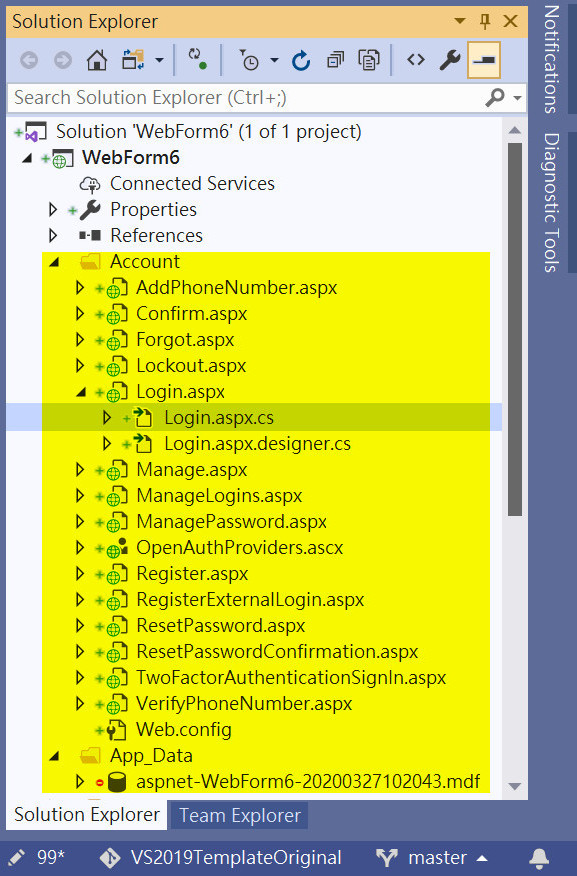 Solution Explorer
Search Solution Explorer (Ctrl+;)
Solution 'WebForm6' (1 of 1 project)
WebForm6
Connected Services
Properties
References
Account
AddPhoneNumber.aspx
Confirm.aspx
Forgot.aspx
Lockout.aspx
Login.aspx
Login.aspx.cs
Login.aspx.designer.cs
Manage.aspx
ManageLogins.aspx
ManagePassword.aspx
OpenAuthProviders.ascx
Register.aspx
RegisterExternalLogin.aspx
ResetPassword.aspx
ResetPasswordConfirmation.aspx
TwoFactorAuthenticationSignIn.aspx
VerifyPhoneNumber.aspx
Web.config
App_Data
aspnet-WebForm6-20200327102043.mdf
Solution Explorer Team Explorer
99* VS2019TemplateOriginal master
Notifications
Diagnostic Tools